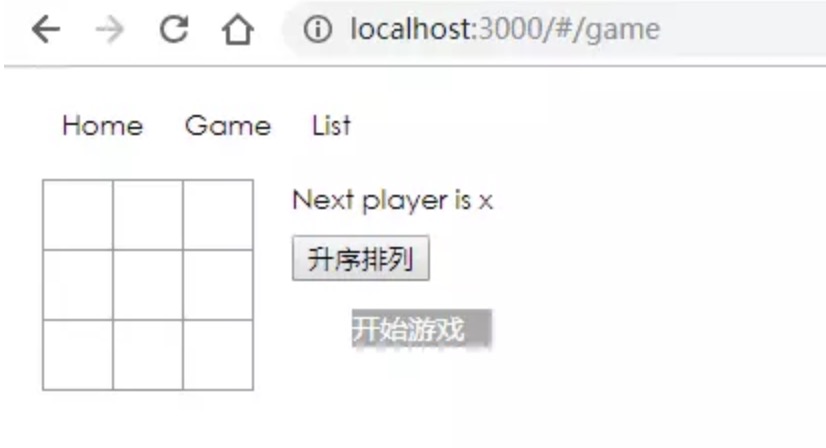 localhost:3000/#/game
Home Game List
Next player is x
升序排列
开始游戏